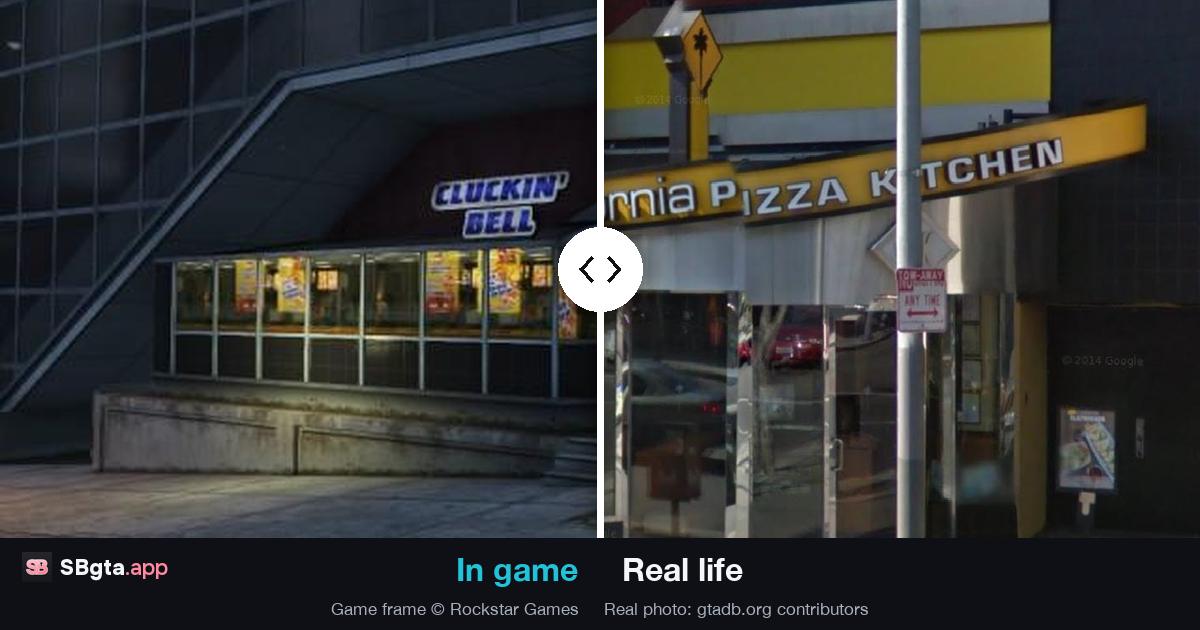 CLUCKIN'
BELL
© 2014 Google
rnia PIZZA KITCHEN
TOW-AWAY
ANY TIME
© 2014 Google
SBgta.app
In game
Real life
Game frame © Rockstar Games
Real photo: gtadb.org contributors